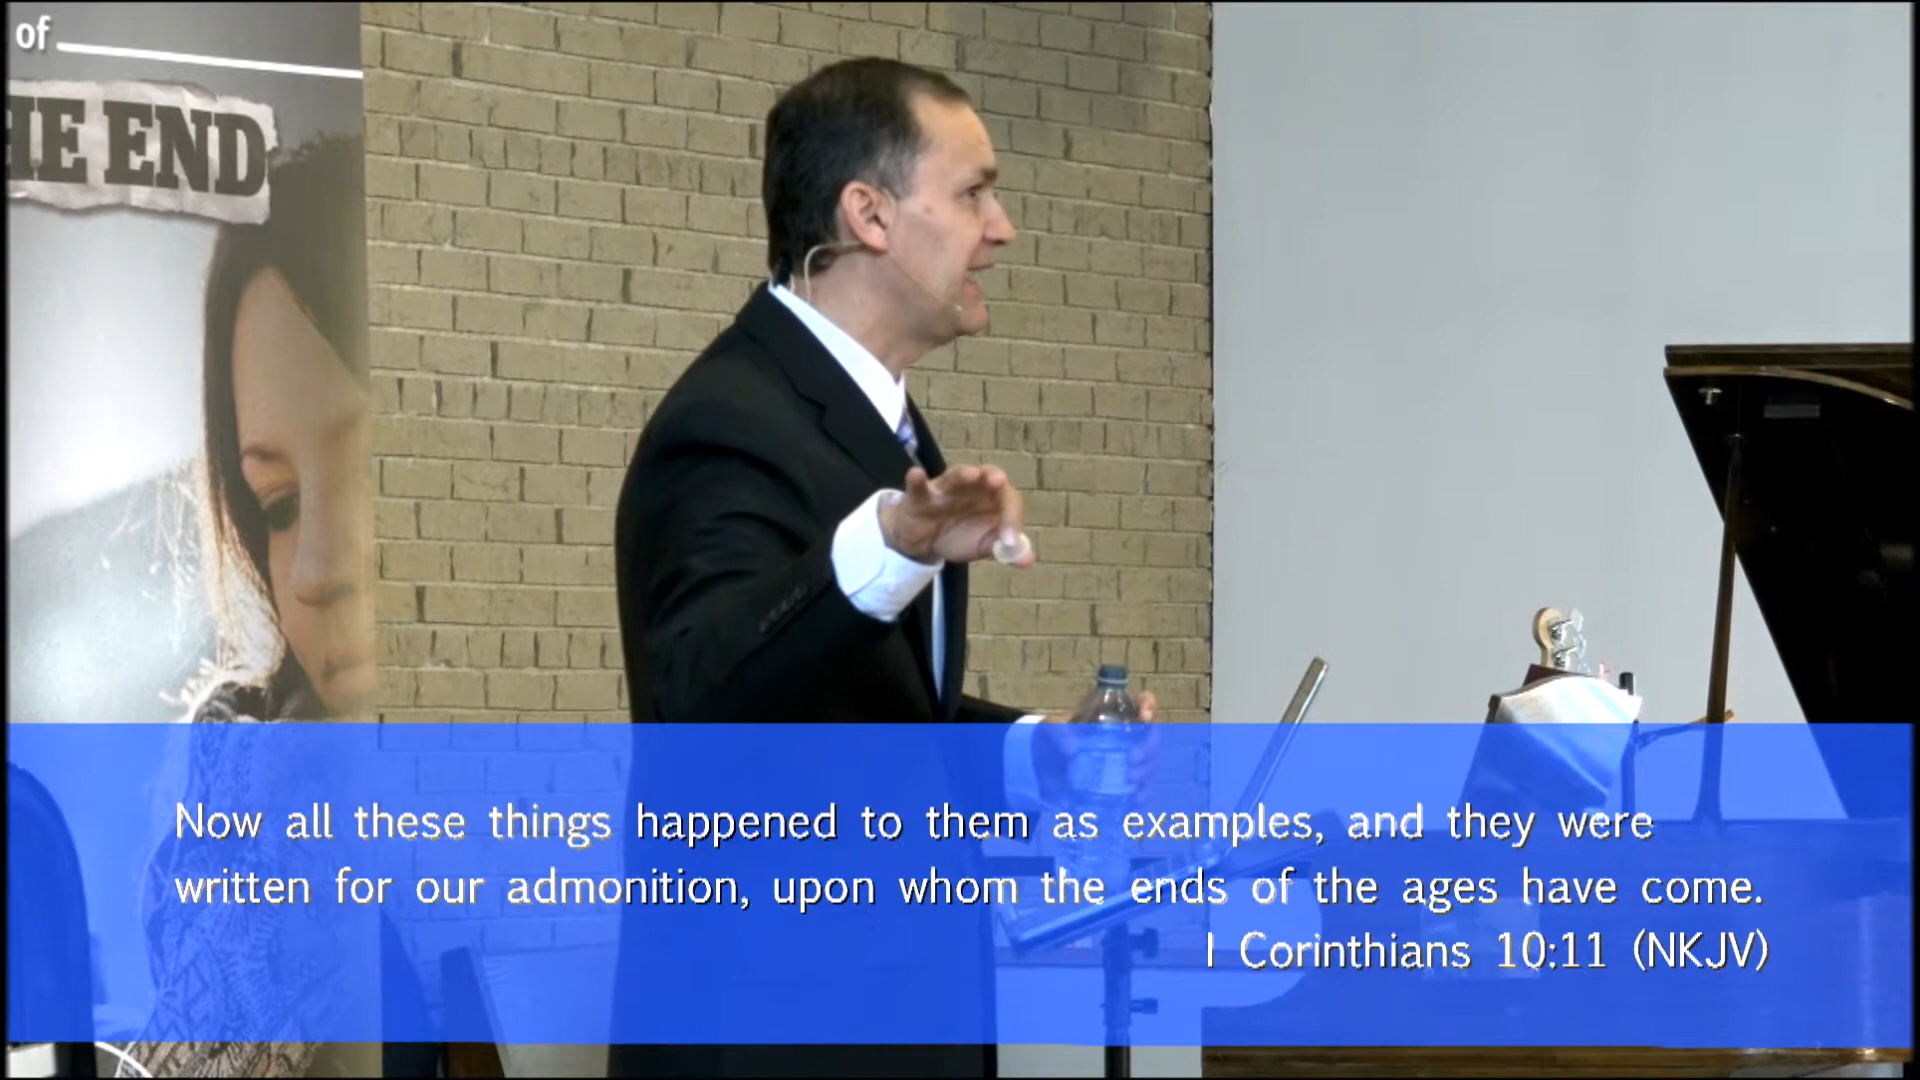 of
HE END
Now all these things happened to them as examples, and they were
written for our admonition, upon whom the ends of the ages have come.
I Corinthians 10:11 (NKJV)